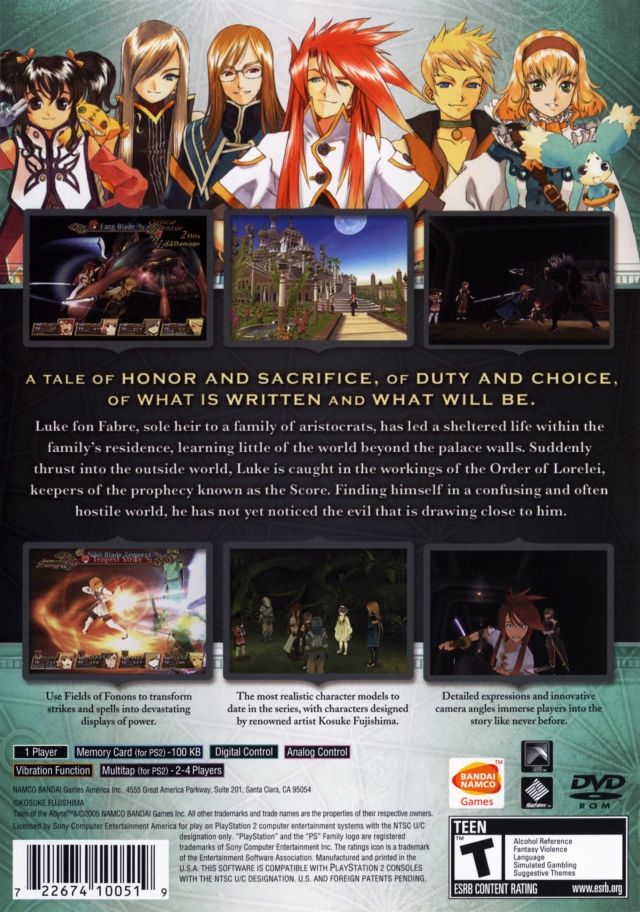 Fang Blade
Critical
Damage
2 Hits
84 Damage
A TALE OF HONOR AND SACRIFICE, OF DUTY AND CHOICE,
OF WHAT IS WRITTEN AND WHAT WILL BE.
Luke fon Fabre, sole heir to a family of aristocrats, has led a sheltered life within the
family's residence, learning little of the world beyond the palace walls. Suddenly
thrust into the outside world, Luke is caught in the workings of the Order of Lorelei,
keepers of the prophecy known as the Score. Finding himself in a confusing and often
hostile world, he has not yet noticed the evil that is drawing close to him.
Tempest Strike
Use Fields of Fonons to transform
strikes and spells into devastating
displays of power.
The most realistic character models to
date in the series, with characters designed
by renowned artist Kosuke Fujishima.
Detailed expressions and innovative
camera angles immerse players into the
story like never before.
1 Player Memory Card (for PS2) -100 KB Digital Control Analog Control
Vibration Function Multitap (for PS2) - 2-4 Players
NAMCO BANDAI Games America Inc. 4555 Great America Parkway, Suite 201, Santa Clara, CA 95054
©KOSUKE FUJISHIMA
Tales of the Abyss™&©2005 NAMCO BANDAI Games Inc. All other trademarks and trade names are the properties of their respective owners.
Licensed by Sony Computer Entertainment America for play on PlayStation 2 computer entertainment systems with the NTSC U/C
designation only. "PlayStation" and the "PS" Family logo are registered
trademarks of Sony Computer Entertainment Inc. The ratings icon is a trademark
of the Entertainment Software Association. Manufactured and printed in the
U.S.A. THIS SOFTWARE IS COMPATIBLE WITH PLAYSTATION 2 CONSOLES
WITH THE NTSC U/C DESIGNATION. U.S. AND FOREIGN PATENTS PENDING.
7 22674 10051 9
BANDAI
NAMCO
Games
™
Sofdec
DVD
ROM
TEEN
T
Alcohol Reference
Fantasy Violence
Language
Simulated Gambling
Suggestive Themes
ESRB CONTENT RATING www.esrb.org